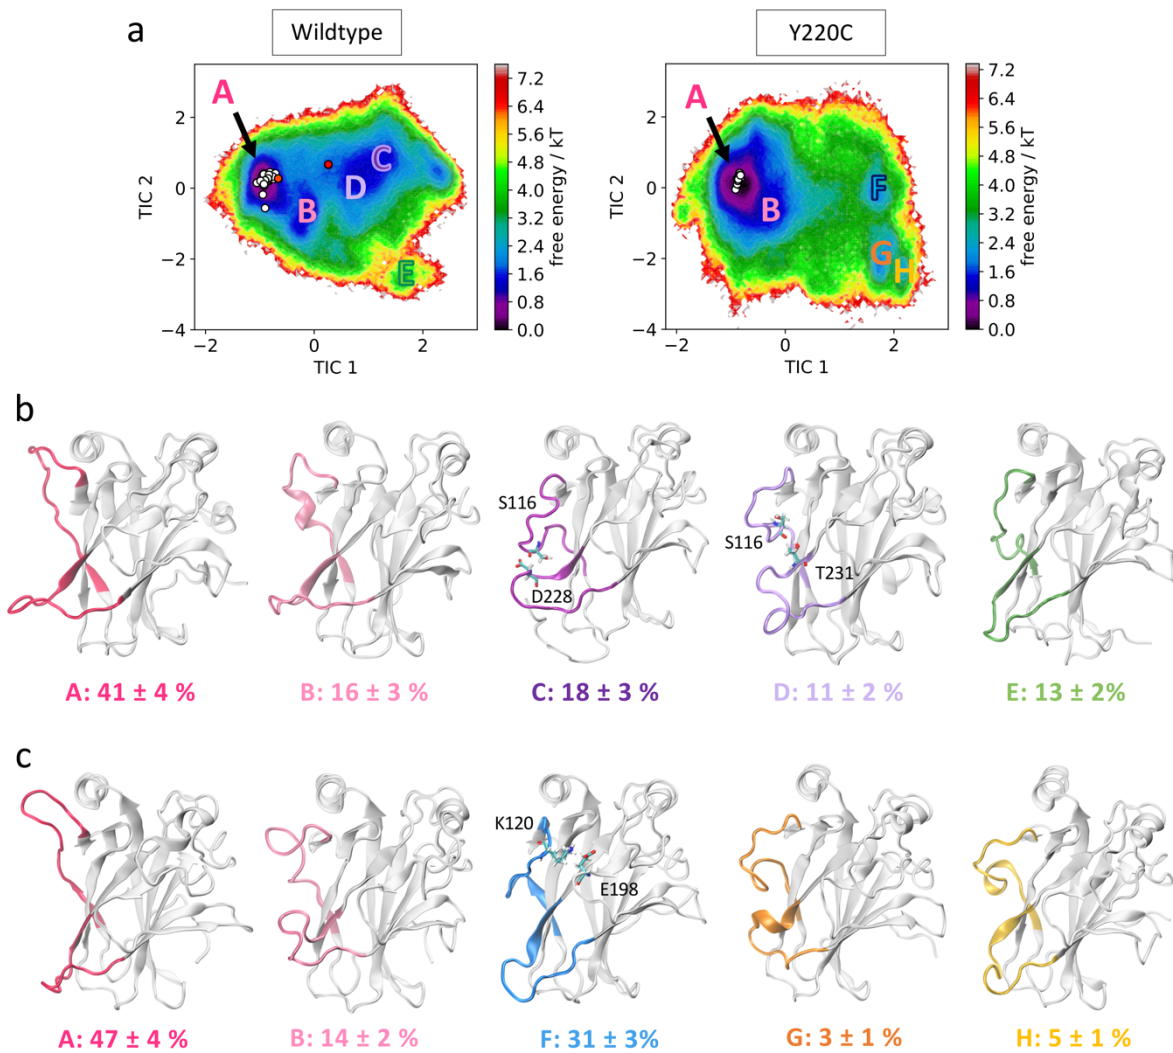 a
Wildtype
Y220C
A
B
C
D
E
2
0
−2
−4
TIC 2
−2
0
2
TIC 1
7.2
6.4
5.6
4.8
4.0
3.2
2.4
1.6
0.8
0.0
free energy / kT
A
B
F
G
H
2
0
−2
−4
TIC 2
−2
0
2
TIC 1
7.2
6.4
5.6
4.8
4.0
3.2
2.4
1.6
0.8
0.0
free energy / kT
b
S116
D228
S116
T231
A: 41 ± 4 %
B: 16 ± 3 %
C: 18 ± 3 %
D: 11 ± 2 %
E: 13 ± 2%
c
K120
E198
A: 47 ± 4 %
B: 14 ± 2 %
F: 31 ± 3%
G: 3 ± 1 %
H: 5 ± 1 %